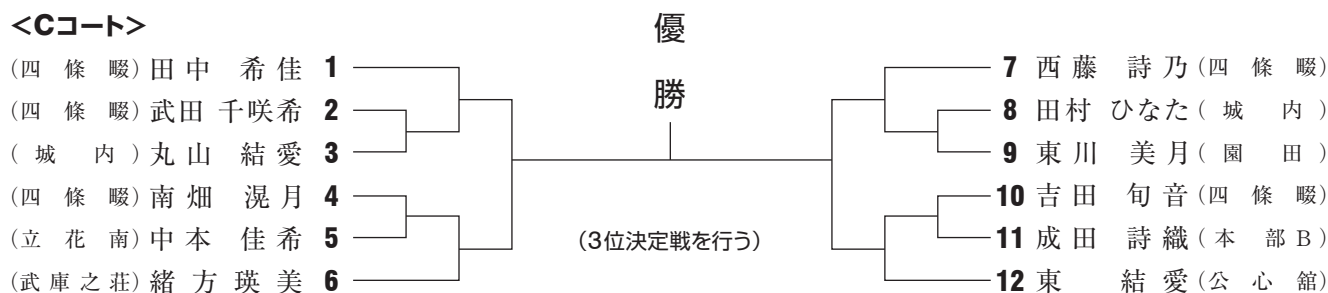 ＜Cコート＞
優勝
(四條畷) 田中 希佳 1
(四條畷) 武田 千咲希 2
(城内) 丸山 結愛 3
(四條畷) 南畑 滉月 4
(立花南) 中本 佳希 5
(武庫之荘) 緒方 瑛美 6
(3位決定戦を行う)
7 西藤 詩乃 (四條畷)
8 田村 ひなた (城内)
9 東川 美月 (園田)
10 吉田 旬音 (四條畷)
11 成田 詩織 (本部B)
12 東 結愛 (公心舘)